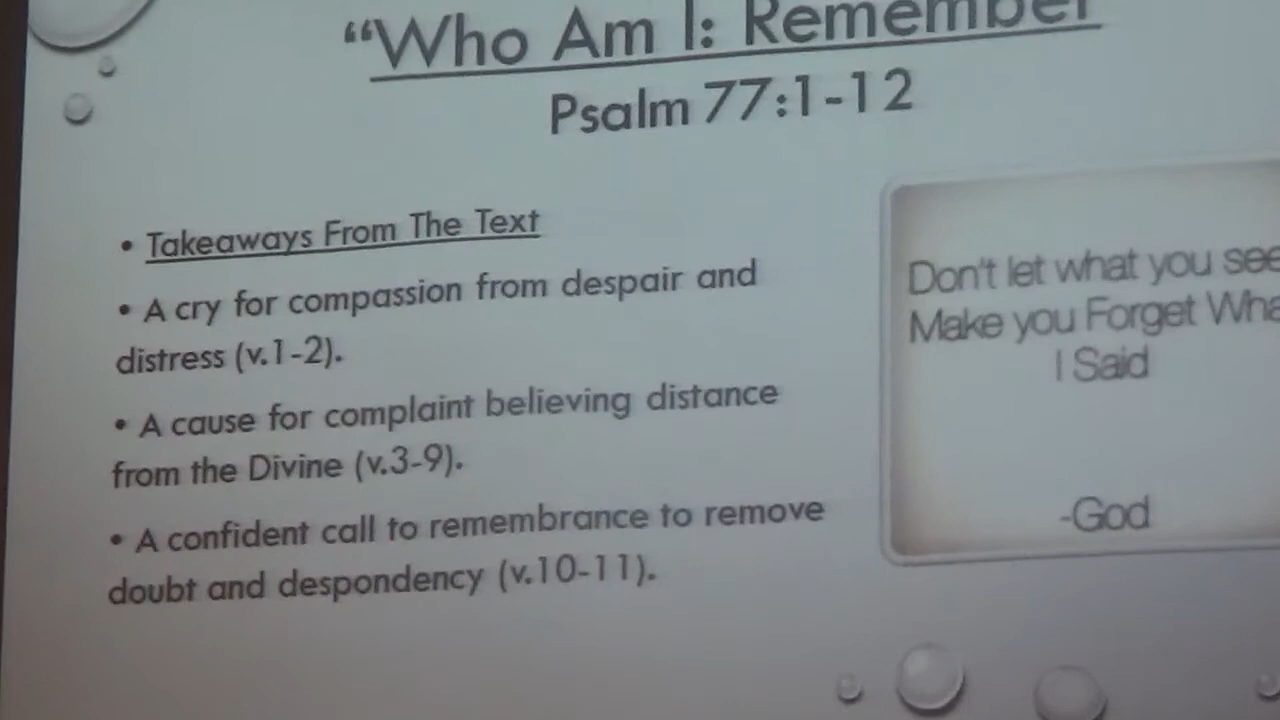 “Who Am I: Remember
Psalm 77:1-12
• Takeaways From The Text
• A cry for compassion from despair and
distress (v.1-2).
• A cause for complaint believing distance
from the Divine (v.3-9).
• A confident call to remembrance to remove
doubt and despondency (v.10-11).
Don't let what you see
Make you Forget
I Said
-God